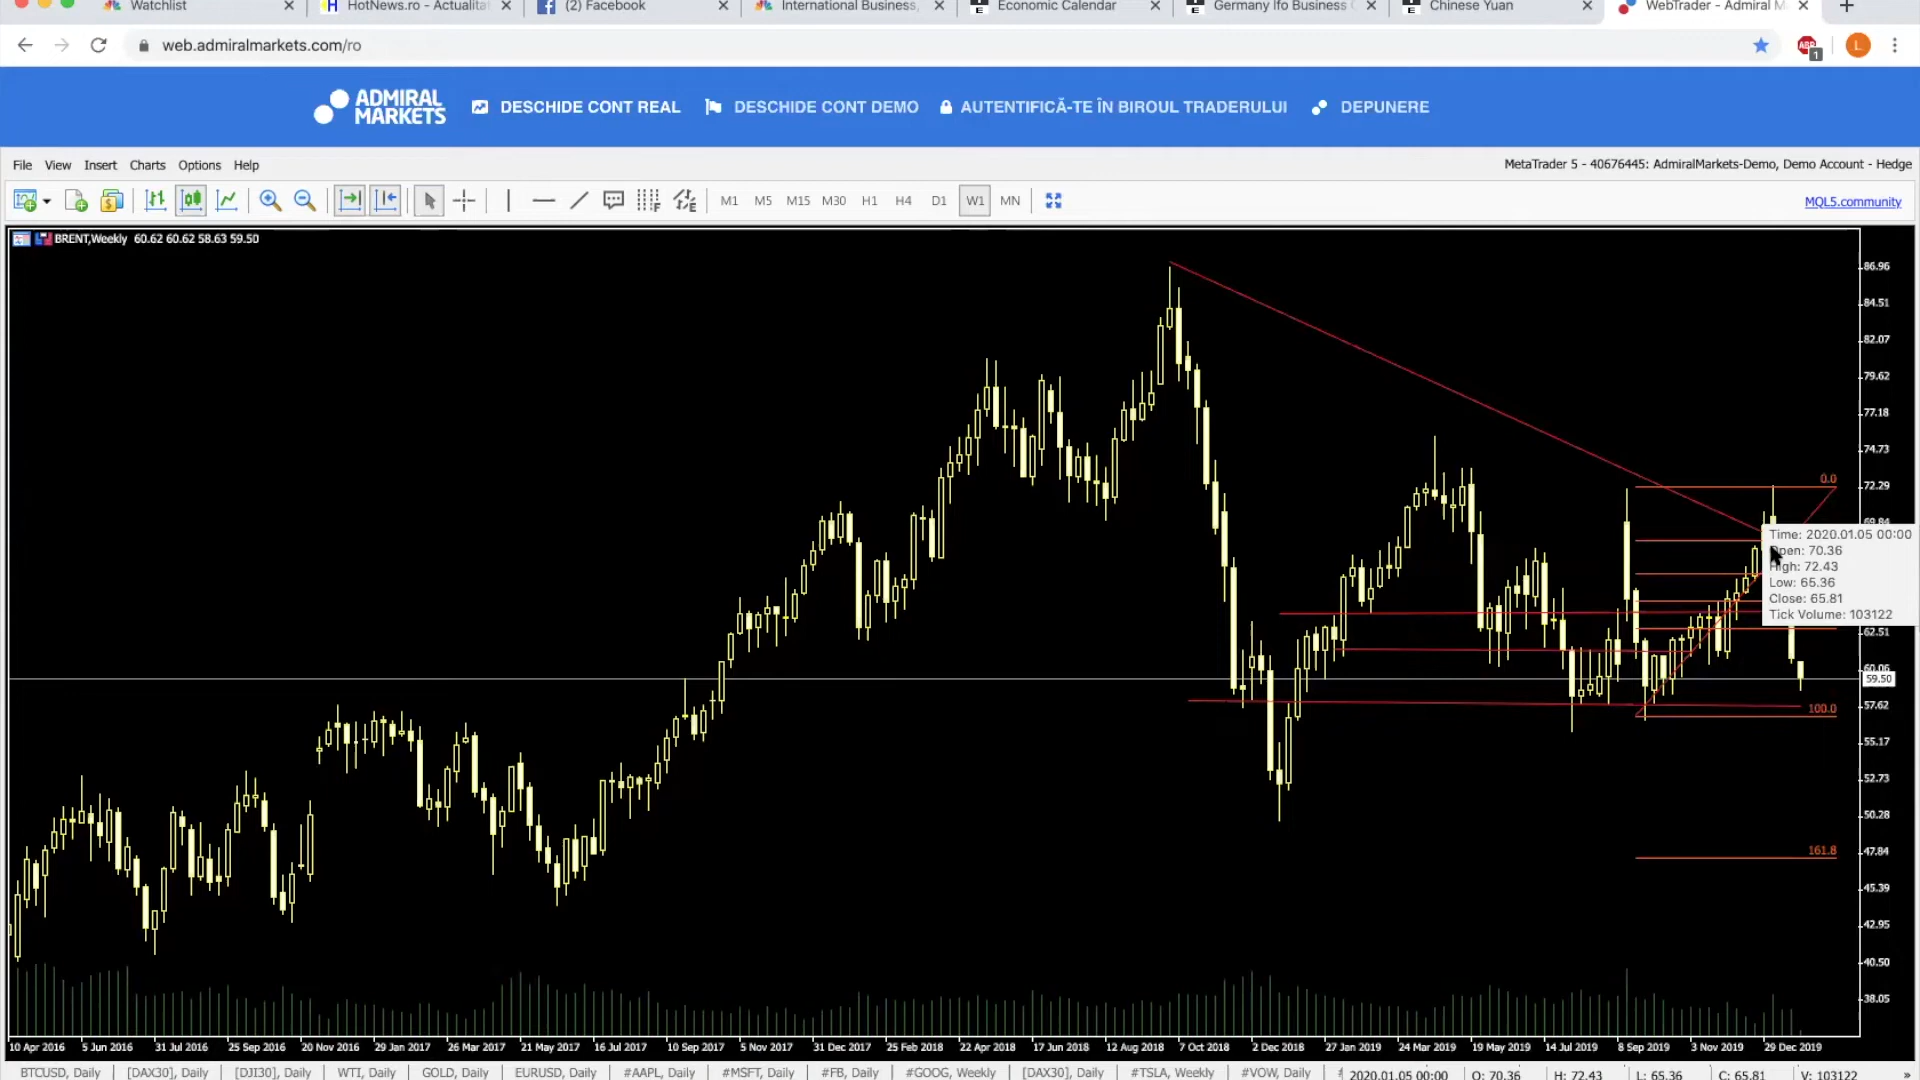 Watchlist
HotNews.ro - Actualitat
(2) Facebook
International Business,
Economic Calendar
Germany Ifo Business C
Chinese Yuan
WebTrader - Admiral M
web.admiralmarkets.com/ro
ABP
1
L
ADMIRAL
MARKETS
DESCHIDE CONT REAL
DESCHIDE CONT DEMO
AUTENTIFICĂ-TE ÎN BIROUL TRADERULUI
DEPUNERE
File View Insert Charts Options Help
MetaTrader 5 - 40676445: AdmiralMarkets-Demo, Demo Account - Hedge
M1 M5 M15 M30 H1 H4 D1 W1 MN
MQL5.community
BRENT,Weekly 60.62 60.62 58.63 59.50
86.96
84.51
82.07
79.62
77.18
74.73
0.0
72.29
69.84
Time: 2020.01.05 00:00
Open: 70.36
High: 72.43
Low: 65.36
Close: 65.81
Tick Volume: 103122
62.51
60.06
59.50
57.62
100.0
55.17
52.73
50.28
161.8
47.84
45.39
42.95
40.50
38.05
10 Apr 2016 5 Jun 2016 31 Jul 2016 25 Sep 2016 20 Nov 2016 29 Jan 2017 26 Mar 2017 21 May 2017 16 Jul 2017 10 Sep 2017 5 Nov 2017 31 Dec 2017 25 Feb 2018 22 Apr 2018 17 Jun 2018 12 Aug 2018 7 Oct 2018 2 Dec 2018 27 Jan 2019 24 Mar 2019 19 May 2019 14 Jul 2019 8 Sep 2019 3 Nov 2019 29 Dec 2019
BTCUSD, Daily [DAX30], Daily [DJI30], Daily WTI, Daily GOLD, Daily EURUSD, Daily #AAPL, Daily #MSFT, Daily #FB, Daily #GOOG, Weekly [DAX30], Daily #TSLA, Weekly #VOW, Daily 2020.01.05 00:00 O: 70.36 H: 72.43 L: 65.36 C: 65.81 V: 103122 »